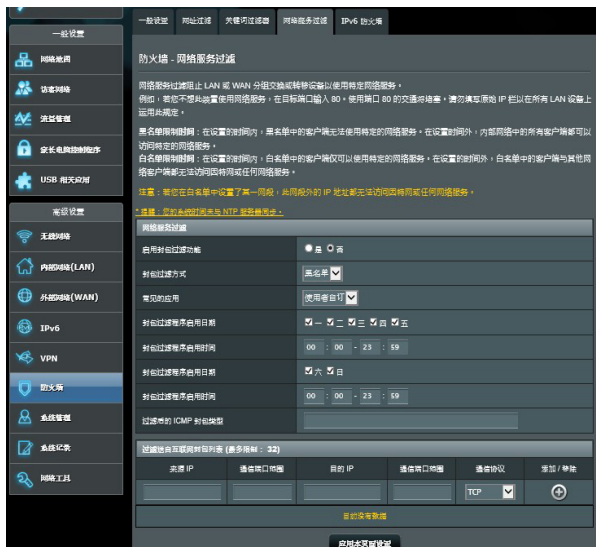 一般设置 网址过滤 关键词过滤器 网络服务过滤 IPv6 防火墙
一般设置
网络地图
访客网络
流量管理
家长电脑控制程序
USB 相关应用
高级设置
无线网络
内部网络(LAN)
外部网络(WAN)
IPv6
VPN
防火墙
系统管理
系统记录
网络工具
防火墙 - 网络服务过滤
网络服务过滤阻止 LAN 或 WAN 分组交换或转移设备以使用特定网络服务。
例如：若您不想此装置使用网络服务，在目标端口输入 80。使用端口 80 的交通将堵塞。请勿填写原始 IP 栏以在所有 LAN 设备上
运用此规定。
黑名单限制时间：在设置的时间内，黑名单中的客户端无法使用特定的网络服务。在设置时间外，内部网络中的所有客户端都可以
访问特定的网络服务。
白名单限制时间：在设置的时间内，白名单中的客户端仅可以使用特定的网络服务。在设置的时间外，白名单中的客户端与其他网
络客户端都无法访问因特网或任何网络服务。
注意：若您在白名单中设置了某一网段，此网段外的 IP 地址都无法访问因特网或任何网络服务。
* 提醒：您的系统时间未与 NTP 服务器同步。
网络服务过滤
启用封包过滤功能 是 否
封包过滤方式 黑名单
常见的应用 使用者自订
封包过滤程序启用日期 一 二 三 四 五
封包过滤程序启用时间 00 : 00 - 23 : 59
封包过滤程序启用日期 六 日
封包过滤程序启用时间 00 : 00 - 23 : 59
过滤后的 ICMP 封包类型
过滤送自互联网封包列表 (最多限制 : 32)
来源 IP 通信端口范围 目的 IP 通信端口范围 通信协议 添加 / 移除
TCP
目前没有数据
应用本页面设置